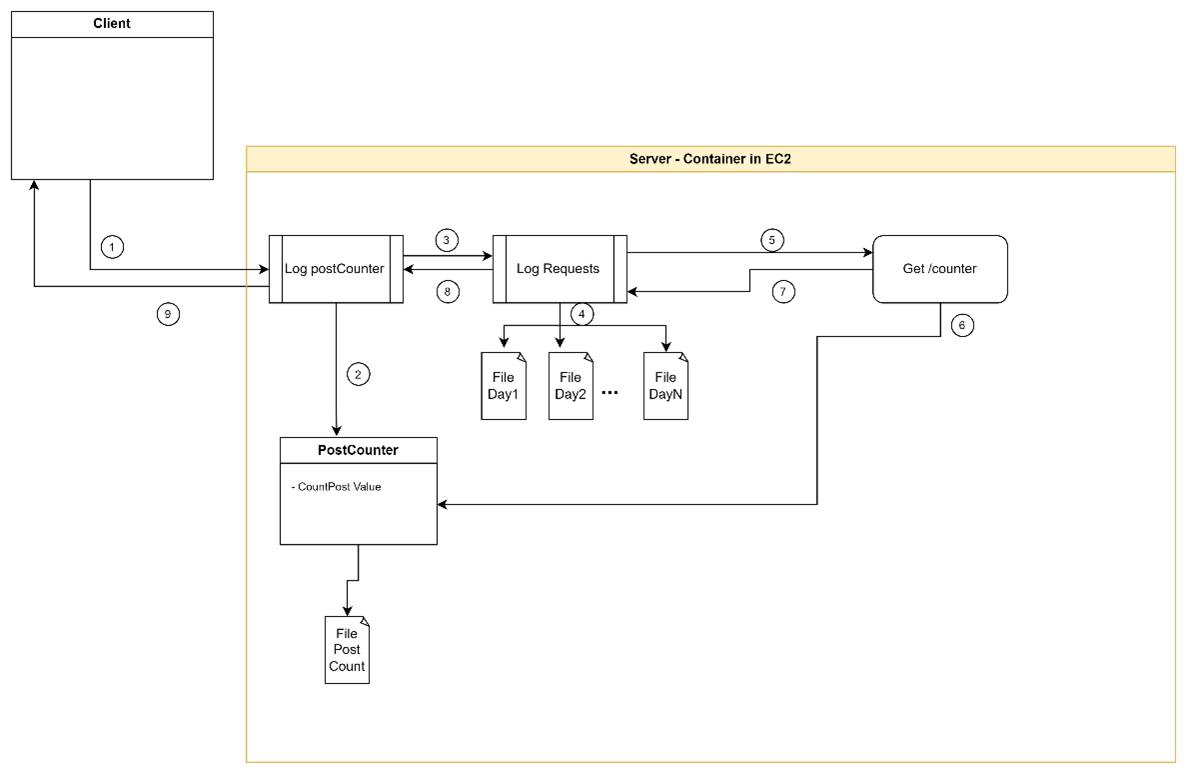 Client
Server - Container in EC2
1
3
5
Log postCounter
Log Requests
Get /counter
8
7
9
4
6
2
File
Day1
File
Day2
...
File
DayN
PostCounter
- CountPost Value
File
Post
Count